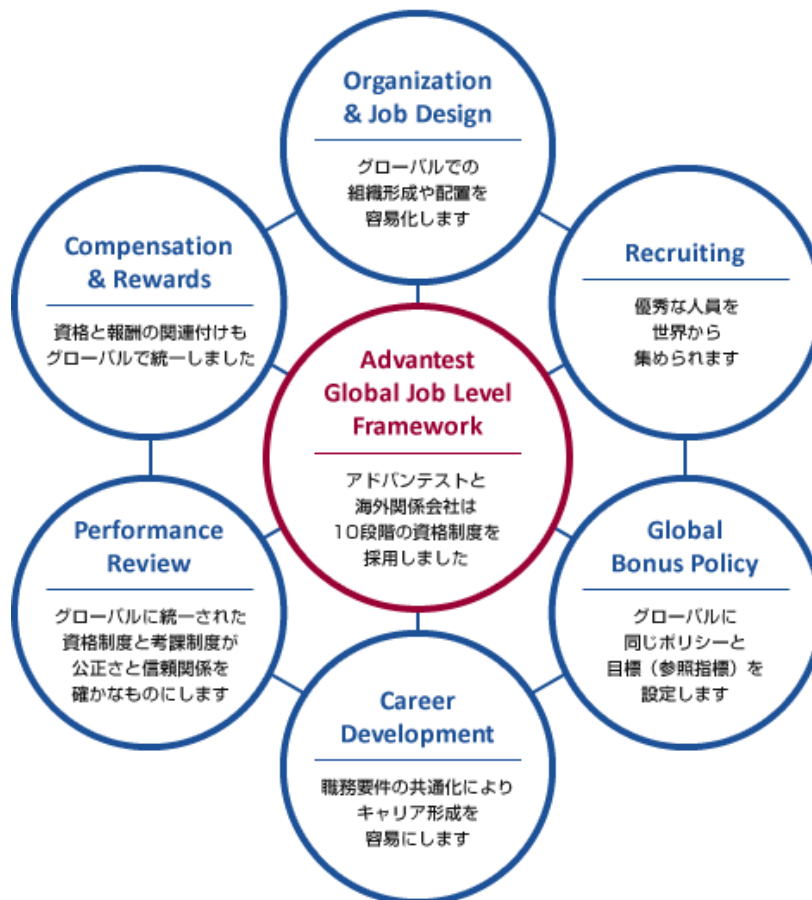 Organization
& Job Design
グローバルでの
組織形成や配置を
容易化します
Compensation
& Rewards
資格と報酬の関連付けも
グローバルで統一しました
Recruiting
優秀な人員を
世界から
集められます
Advantest
Global Job Level
Framework
アドバンテストと
海外関係会社は
10段階の資格制度を
採用しました
Performance
Review
グローバルに統一された
資格制度と考課制度が
公正さと信頼関係を
確かなものにします
Global
Bonus Policy
グローバルに
同じポリシーと
目標（参照指標）を
設定します
Career
Development
職務要件の共通化により
キャリア形成を
容易にします